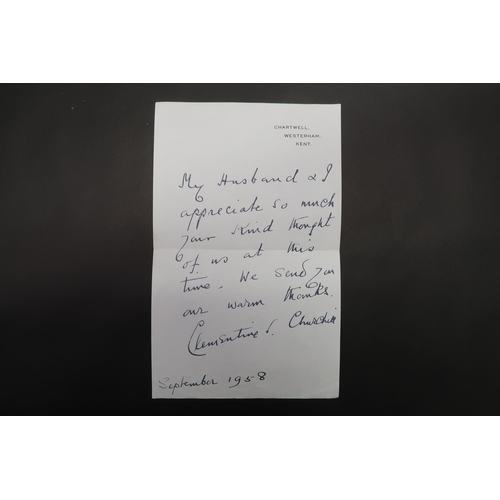 CHARTWELL,
WESTERHAM,
KENT.
My Husband & I
appreciate so much
your kind thought
of us at this
time. We send you
our warm thanks.
Clementine S. Churchill
September 1958